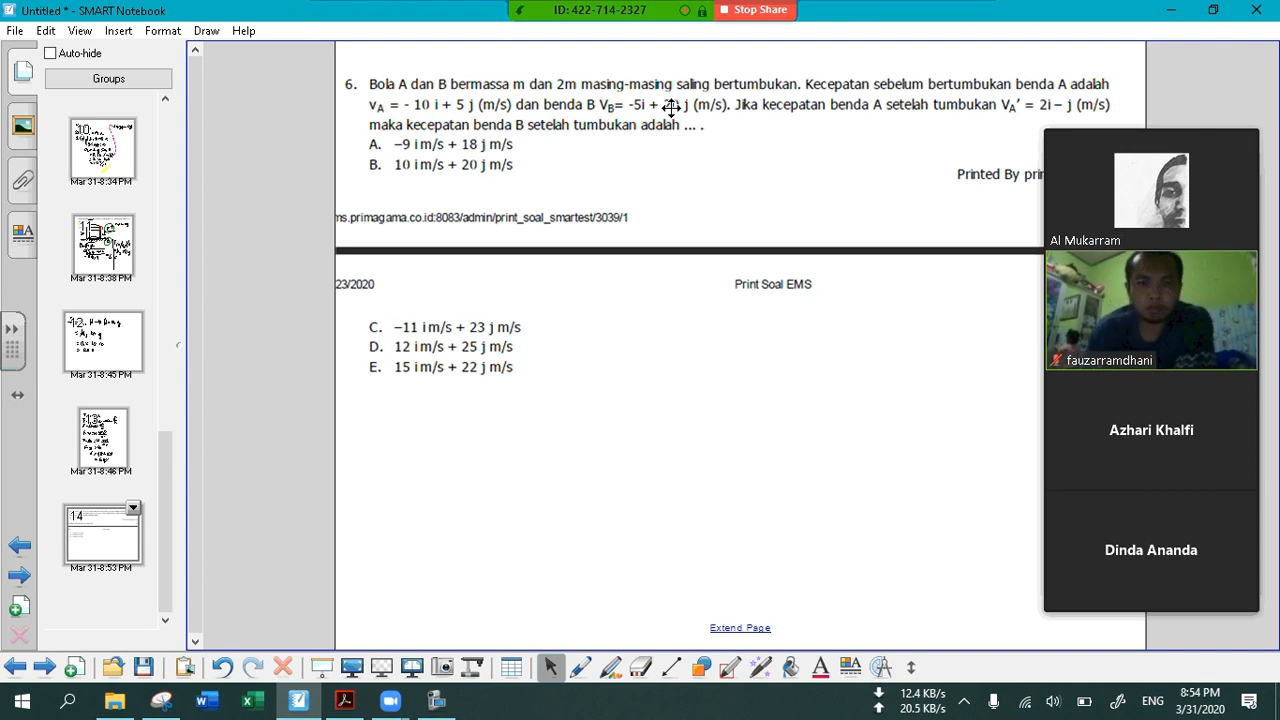 Untitled * - SMART Notebook
ID: 422-714-2327
Stop Share
File Edit View Insert Format Draw Help
Auto-hide
Groups
Mar 31-8:34 PM
Mar 31-8:38 PM
Mar 31-8:45 PM
Mar 31-8:46 PM
14
Mar 31-8:53 PM
6. Bola A dan B bermassa m dan 2m masing-masing saling bertumbukan. Kecepatan sebelum bertumbukan benda A adalah
vA = - 10 i + 5 j (m/s) dan benda B VB= -5i + j (m/s). Jika kecepatan benda A setelah tumbukan VA' = 2i – j (m/s)
maka kecepatan benda B setelah tumbukan adalah ... .
A. –9 i m/s + 18 j m/s
B. 10 i m/s + 20 j m/s
Printed By
ms.primagama.co.id:8083/admin/print_soal_smartest/3039/1
23/2020
Print Soal EMS
C. –11 i m/s + 23 j m/s
D. 12 i m/s + 25 j m/s
E. 15 i m/s + 22 j m/s
Extend Page
Al Mukarram
fauzarramdhani
Azhari Khalfi
Dinda Ananda
12.4 KB/s
20.5 KB/s
ENG
8:54 PM
3/31/2020